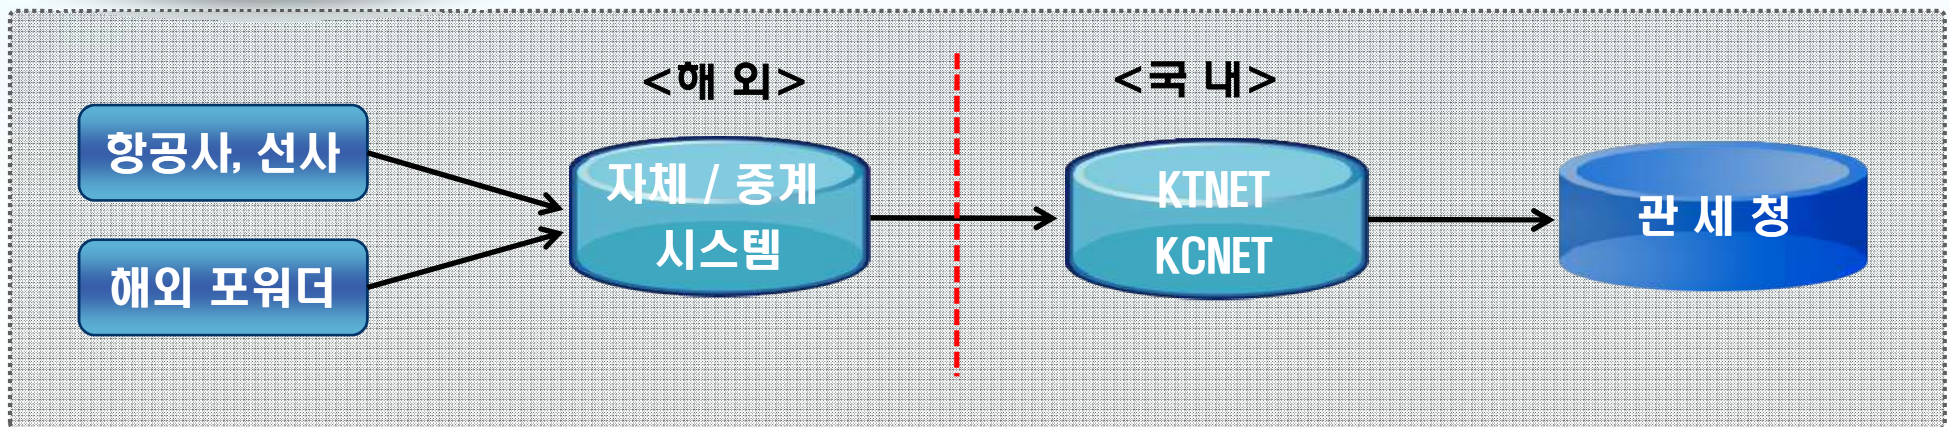 <해 외>
<국 내>
항공사, 선사
해외 포워더
자체 / 중계
시스템
KTNET
KCNET
관 세 청